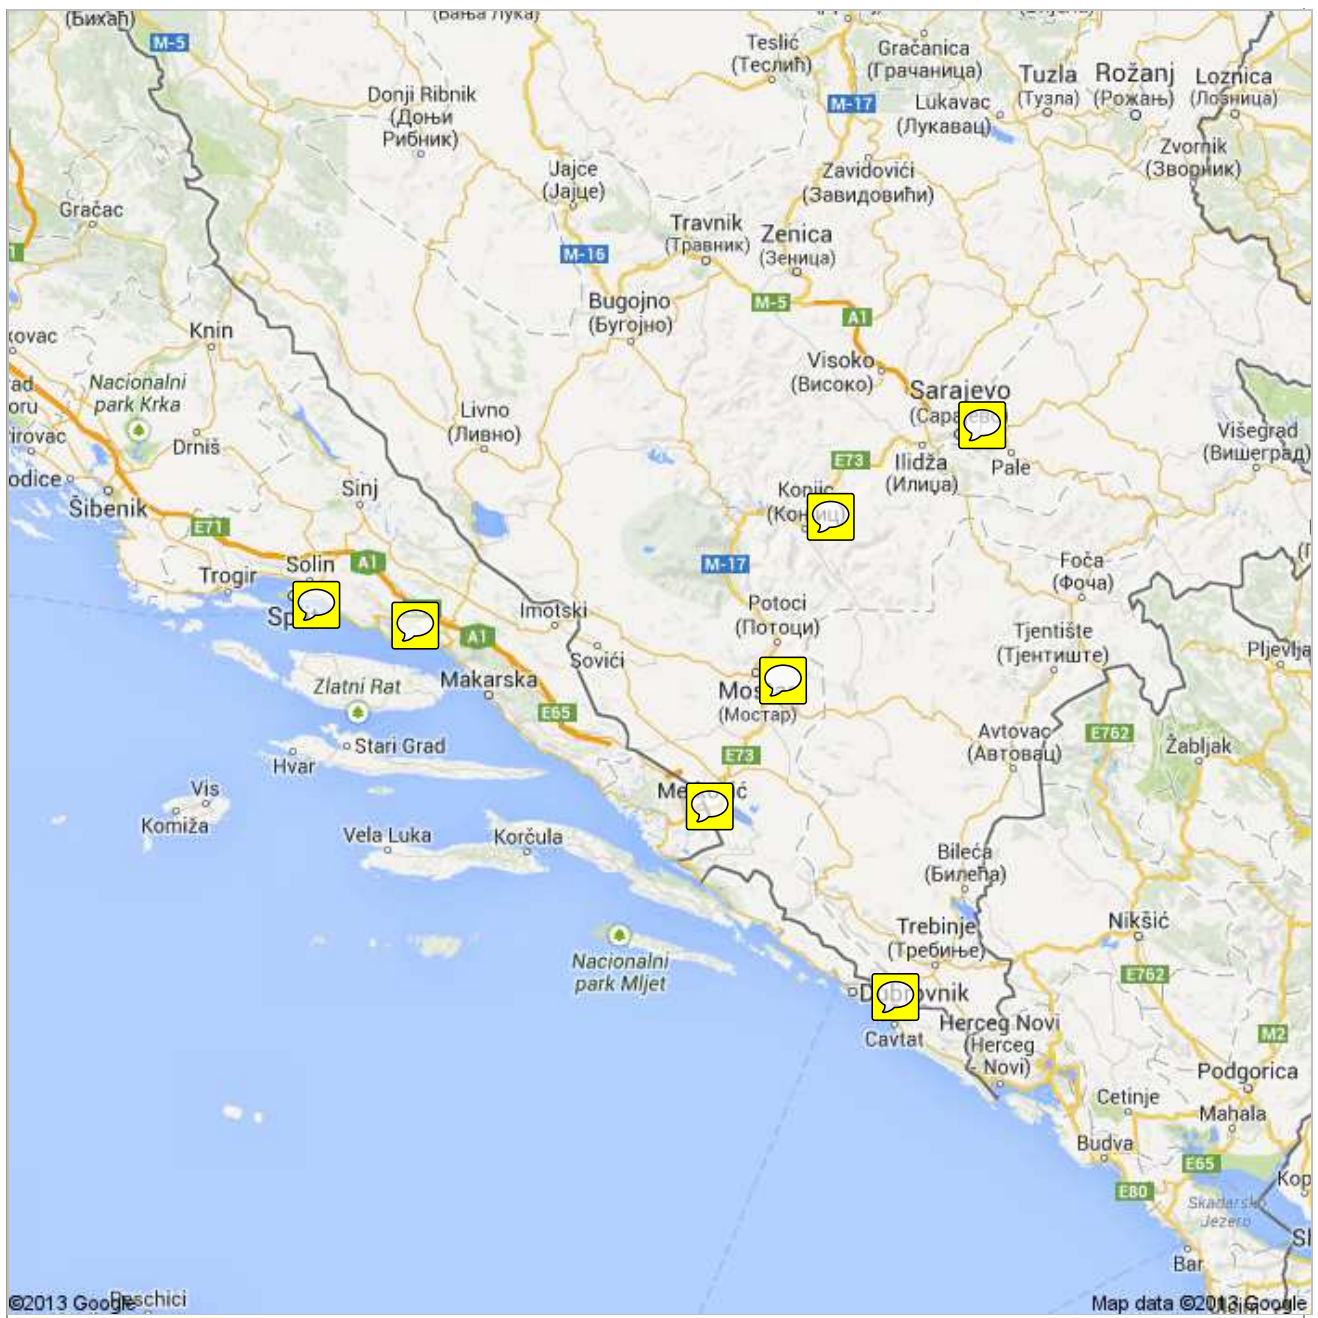 (Бихаћ)
(Бања Лука)
M-5
Teslić
(Теслић)
Gračanica
(Грачаница)
Tuzla
(Тузла)
Rožanj
(Рожањ)
Loznica
(Лозница)
Donji Ribnik
(Доњи
Рибник)
M-17
Lukavac
(Лукавац)
Zvornik
(Зворник)
Jajce
(Јајце)
Zavidovići
(Завидовићи)
Gračac
Travnik
(Травник)
Zenica
(Зеница)
M-16
Bugojno
(Бугојно)
M-5
A1
Knin
Visoko
(Високо)
Sarajevo
Nacionalni
park Krka
Livno
(Ливно)
Drniš
E73
Ilidža
(Илиџа)
Pale
Višegrad
(Вишеград)
Šibenik
Sinj
Konjic
E71
A1
M-17
Foča
(Фоча)
Solin
Trogir
Imotski
Potoci
(Потоци)
A1
Tjentište
(Тјентиште)
Sovići
Pljevlja
Zlatni Rat
Makarska
(Мостар)
E65
Avtovac
(Автовац)
E762
Žabljak
Stari Grad
Hvar
E73
Vis
Komiža
Vela Luka
Korčula
Bileća
(Билећа)
Trebinje
(Требиње)
Nikšić
Nacionalni
park Mljet
E762
Dubrovnik
Cavtat
Herceg Novi
(Herceg
- Novi)
M2
Podgorica
Cetinje
Mahala
Budva
E65
E80
Skadarsko
Jezero
Bar
©2013 Google
Map data ©2013 Google